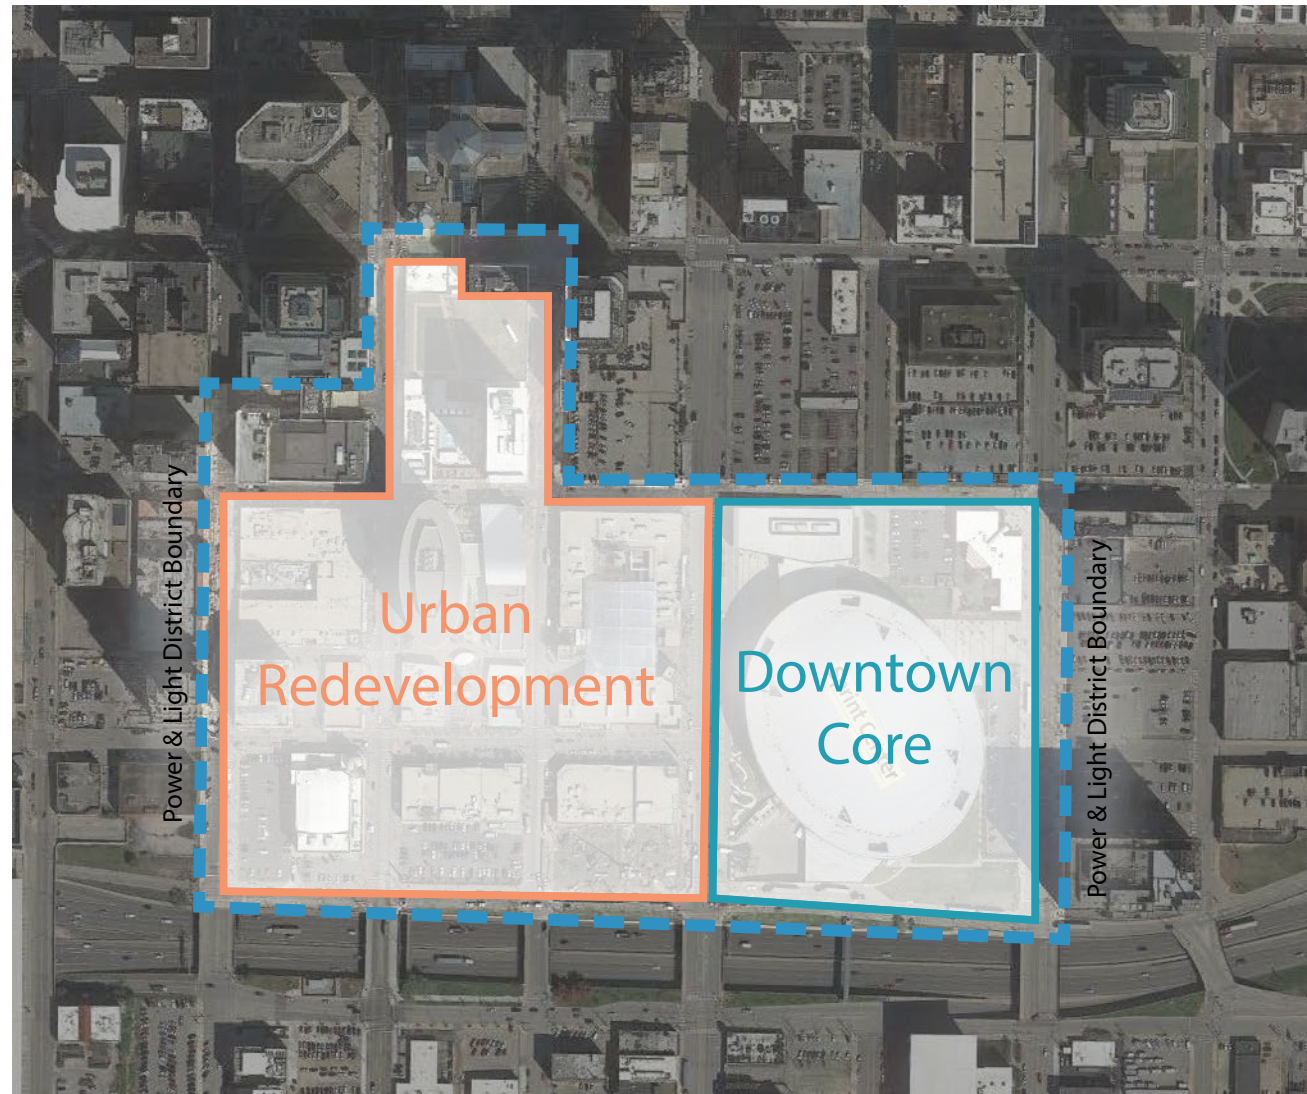 Power & Light District Boundary
Urban
Redevelopment
Downtown
Core
Power & Light District Boundary